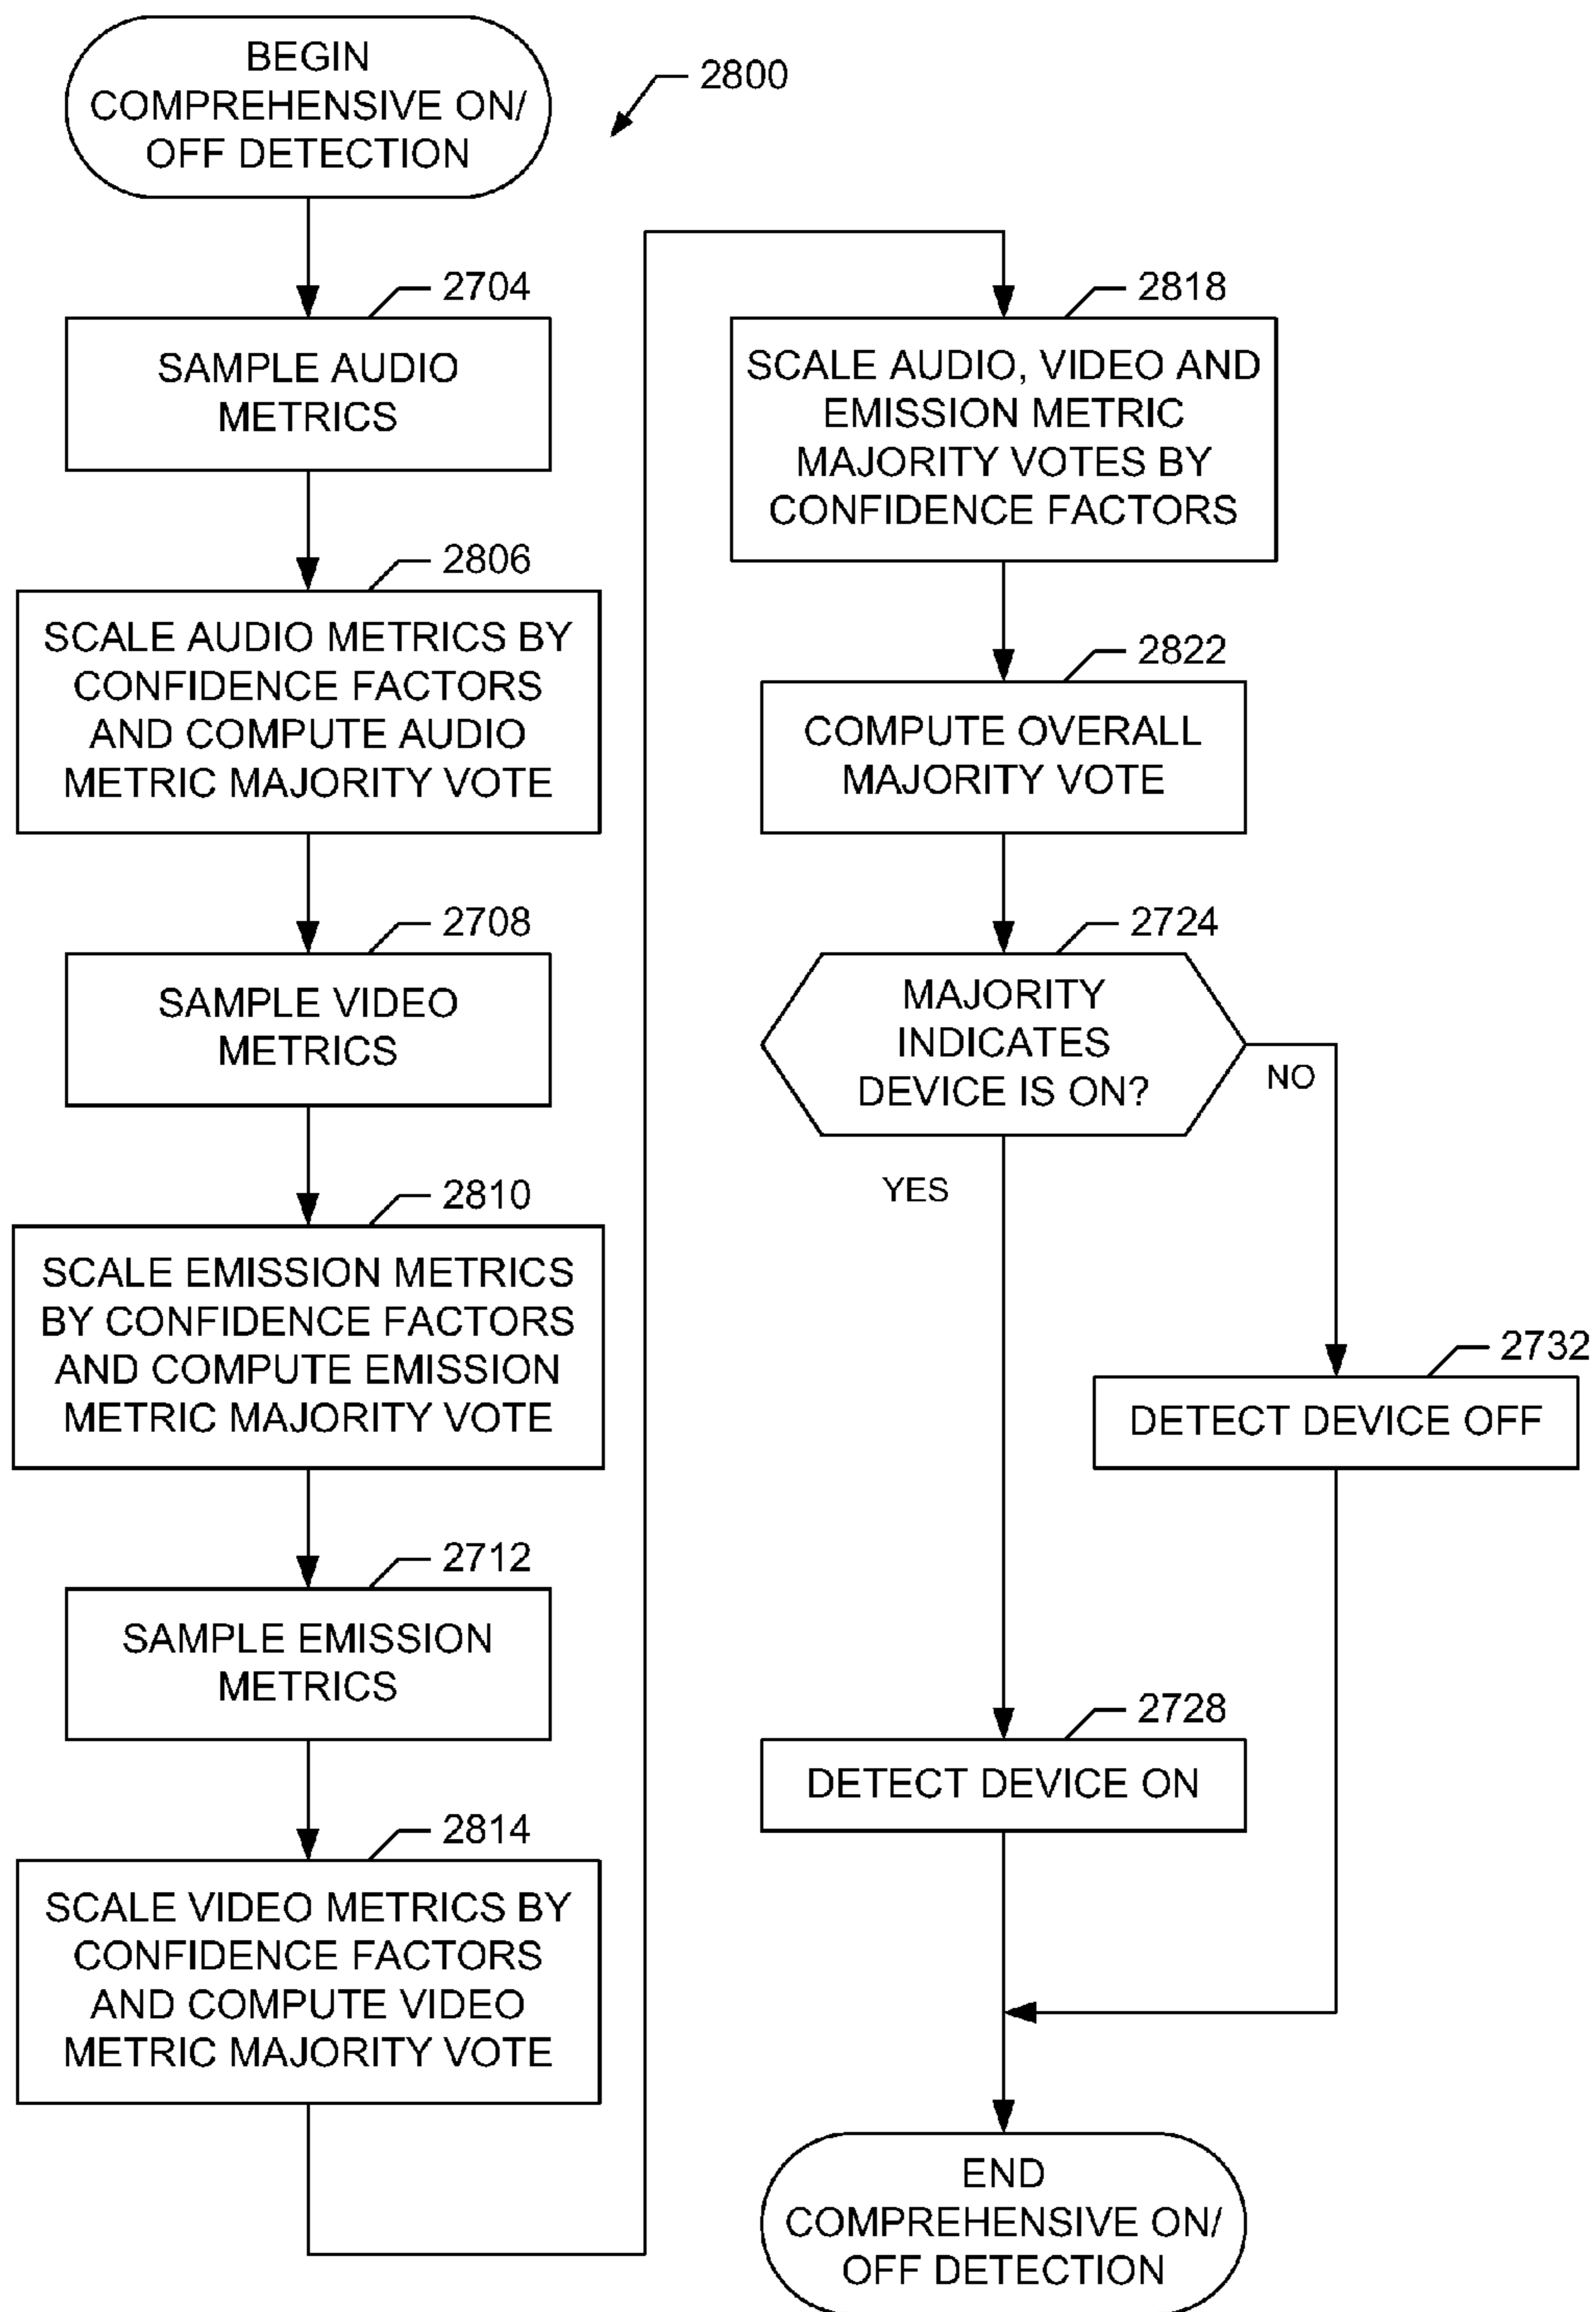 BEGIN
COMPREHENSIVE ON/
OFF DETECTION
2800
2704
SAMPLE AUDIO
METRICS
2806
SCALE AUDIO METRICS BY
CONFIDENCE FACTORS
AND COMPUTE AUDIO
METRIC MAJORITY VOTE
2708
SAMPLE VIDEO
METRICS
2810
SCALE EMISSION METRICS
BY CONFIDENCE FACTORS
AND COMPUTE EMISSION
METRIC MAJORITY VOTE
2712
SAMPLE EMISSION
METRICS
2814
SCALE VIDEO METRICS BY
CONFIDENCE FACTORS
AND COMPUTE VIDEO
METRIC MAJORITY VOTE
2818
SCALE AUDIO, VIDEO AND
EMISSION METRIC
MAJORITY VOTES BY
CONFIDENCE FACTORS
2822
COMPUTE OVERALL
MAJORITY VOTE
2724
MAJORITY
INDICATES
DEVICE IS ON?
NO
YES
2732
DETECT DEVICE OFF
2728
DETECT DEVICE ON
END
COMPREHENSIVE ON/
OFF DETECTION